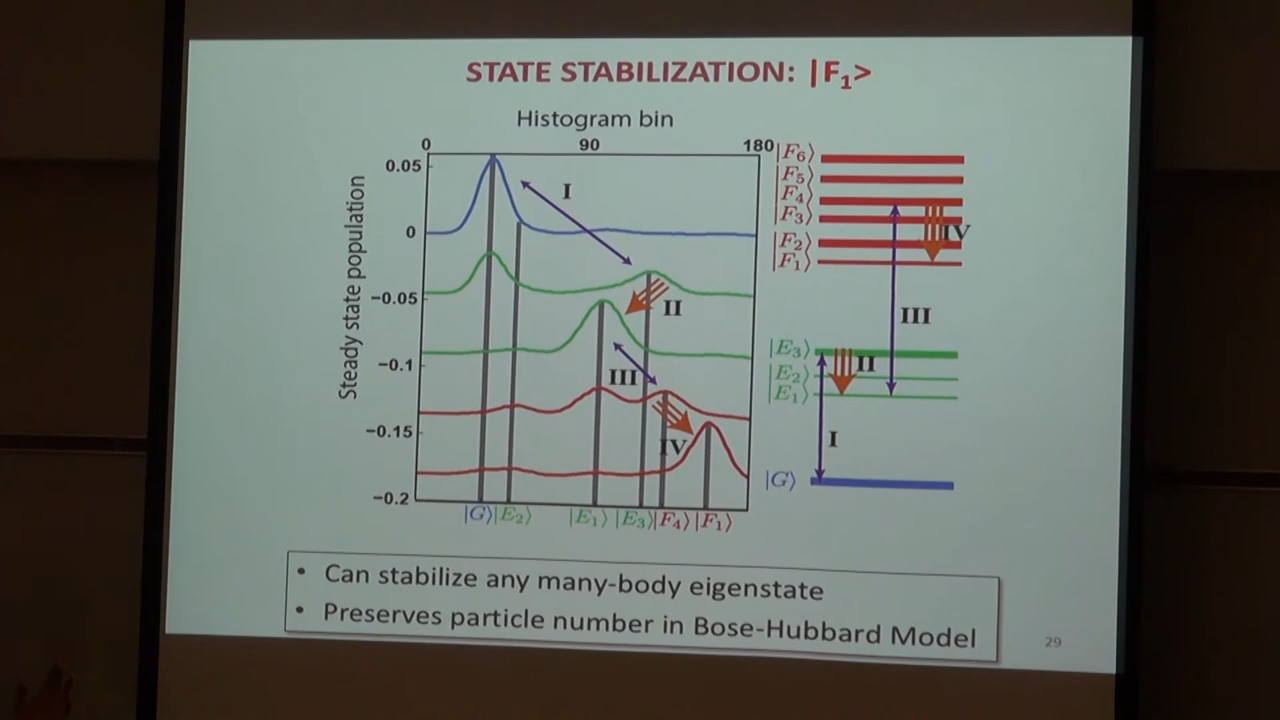 STATE STABILIZATION: |F₁>
Histogram bin
0 90 180
Steady state population
0.05
0
−0.05
−0.1
−0.15
−0.2
I
II
III
IV
|G⟩ |E₂⟩ |E₁⟩ |E₃⟩ |F₄⟩ |F₁⟩
|F₆⟩
|F₅⟩
|F₄⟩
|F₃⟩
|F₂⟩
|F₁⟩
IV
III
|E₃⟩
|E₂⟩
|E₁⟩
II
I
|G⟩
• Can stabilize any many-body eigenstate
• Preserves particle number in Bose-Hubbard Model
29